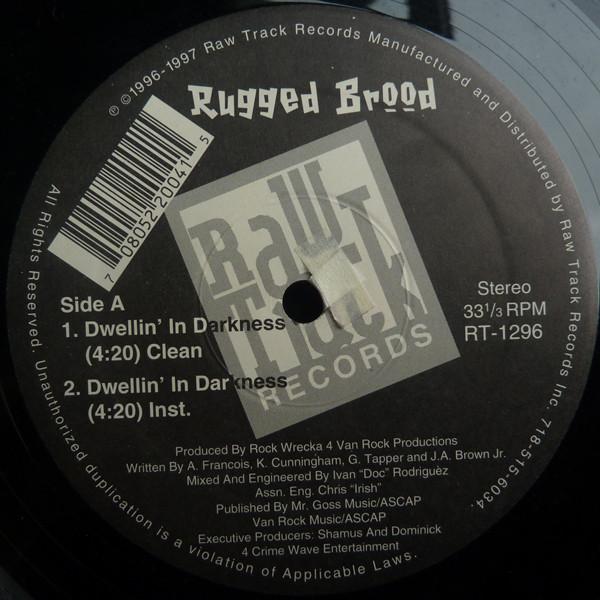 ℗ ©1996-1997 Raw Track Records Manufactured and Distributed by Raw Track Records Inc. 718-515-6034.
Rugged Brood
7 08052 20041 5
Raw
Track
RECORDS
Side A
1. Dwellin' In Darkness
(4:20) Clean
2. Dwellin' In Darkness
(4:20) Inst.
Stereo
33 1/3 RPM
RT-1296
Produced By Rock Wrecka 4 Van Rock Productions
Written By A. Francois, K. Cunningham, G. Tapper and J.A. Brown Jr.
Mixed And Engineered By Ivan "Doc" Rodriguèz
Assn. Eng. Chris "Irish"
Published By Mr. Goss Music/ASCAP
Van Rock Music/ASCAP
Executive Producers: Shamus And Dominick
4 Crime Wave Entertainment
All Rights Reserved. Unauthorized duplication is a violation of Applicable Laws.